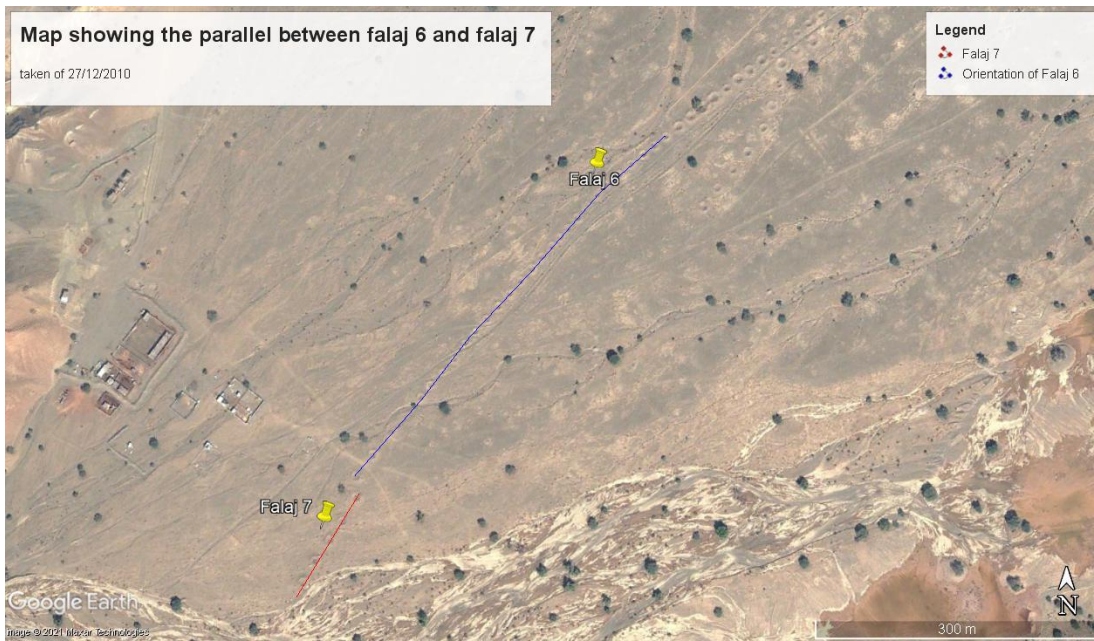 Map showing the parallel between falaj 6 and falaj 7
taken of 27/12/2010
Legend
Falaj 7
Orientation of Falaj 6
Falaj 6
Falaj 7
Google Earth
Image © 2021 Maxar Technologies
N
300 m